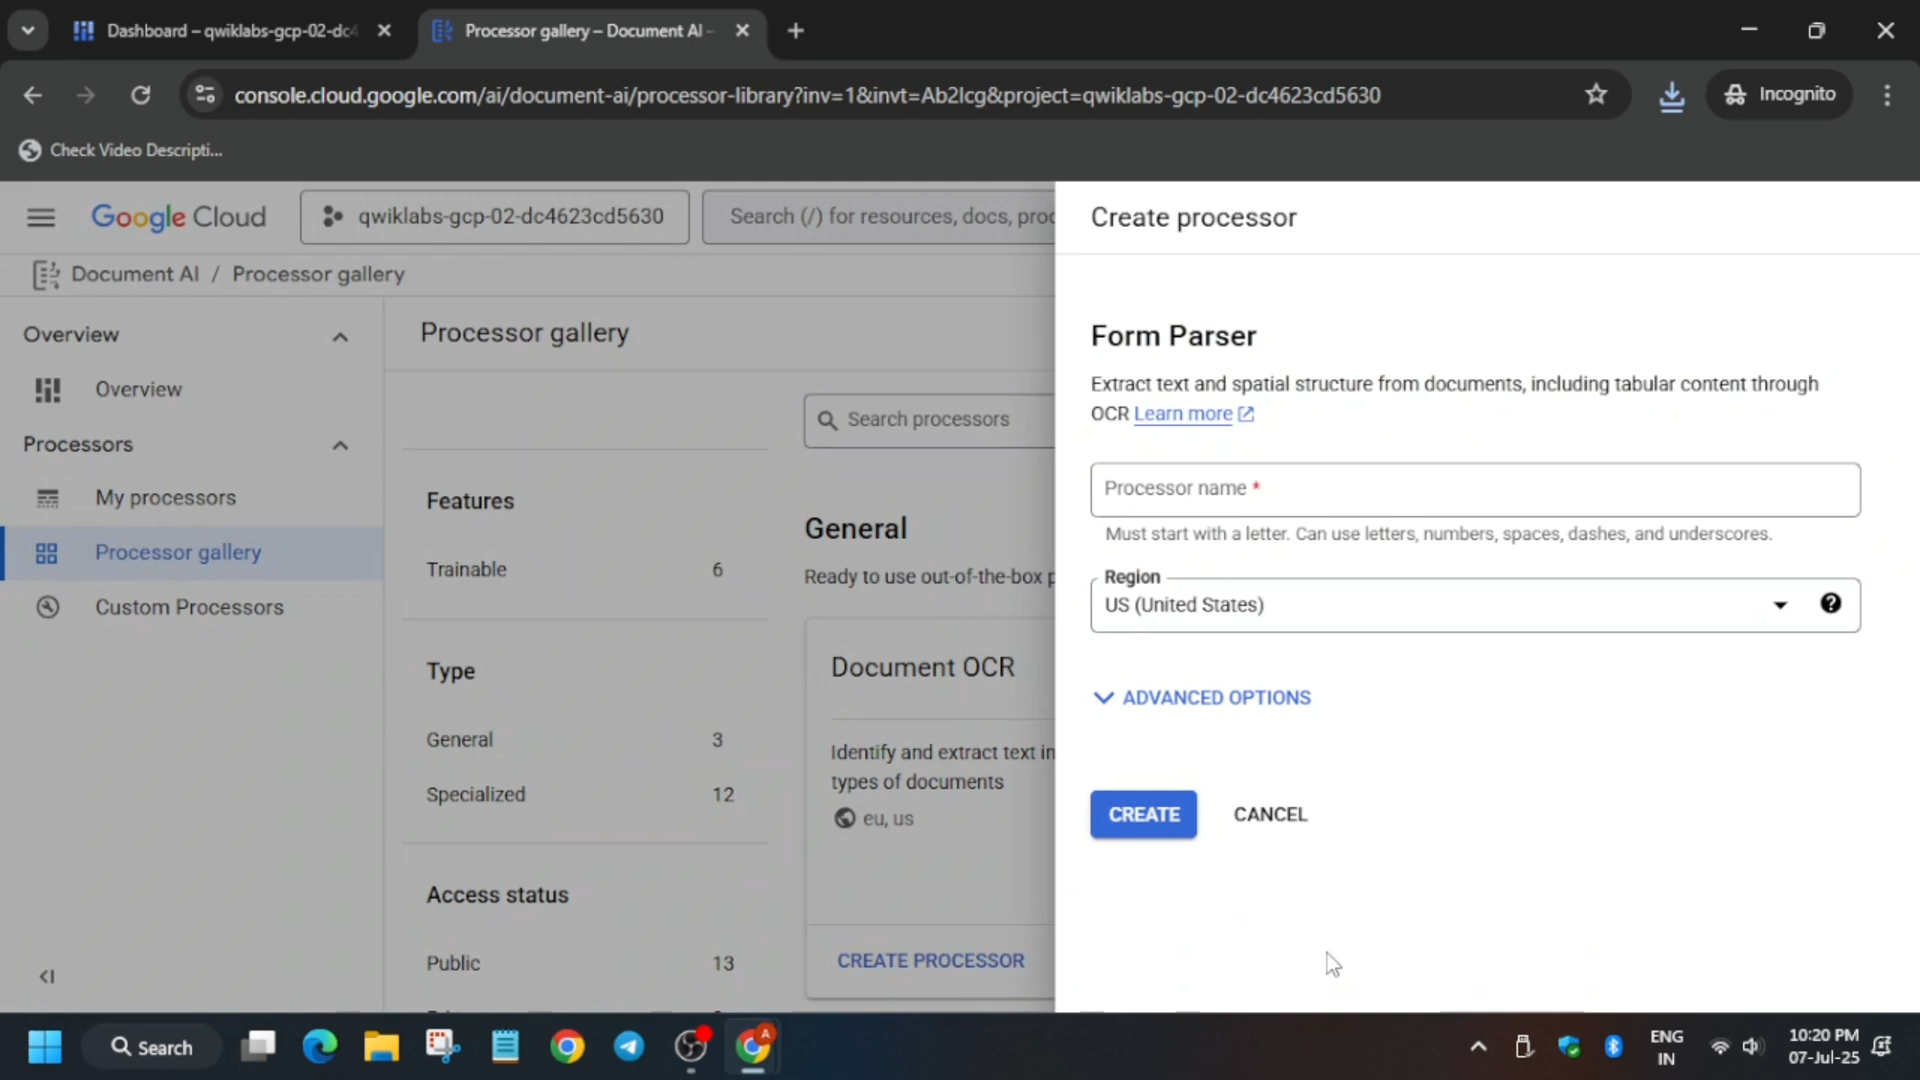 Dashboard – qwiklabs-gcp-02-dc4
Processor gallery – Document AI –
console.cloud.google.com/ai/document-ai/processor-library?inv=1&invt=Ab2lcg&project=qwiklabs-gcp-02-dc4623cd5630
Incognito
Check Video Descripti...
Google Cloud
qwiklabs-gcp-02-dc4623cd5630
Search (/) for resources, docs, prod
Document AI / Processor gallery
Overview
Overview
Processors
My processors
Processor gallery
Custom Processors
Processor gallery
Search processors
Features
Trainable 6
Type
General 3
Specialized 12
Access status
Public 13
General
Ready to use out-of-the-box p
Document OCR
Identify and extract text in
types of documents
eu, us
CREATE PROCESSOR
Create processor
Form Parser
Extract text and spatial structure from documents, including tabular content through
OCR Learn more
Processor name *
Must start with a letter. Can use letters, numbers, spaces, dashes, and underscores.
Region
US (United States)
ADVANCED OPTIONS
CREATE
CANCEL
Search
A
ENG
IN
10:20 PM
07-Jul-25